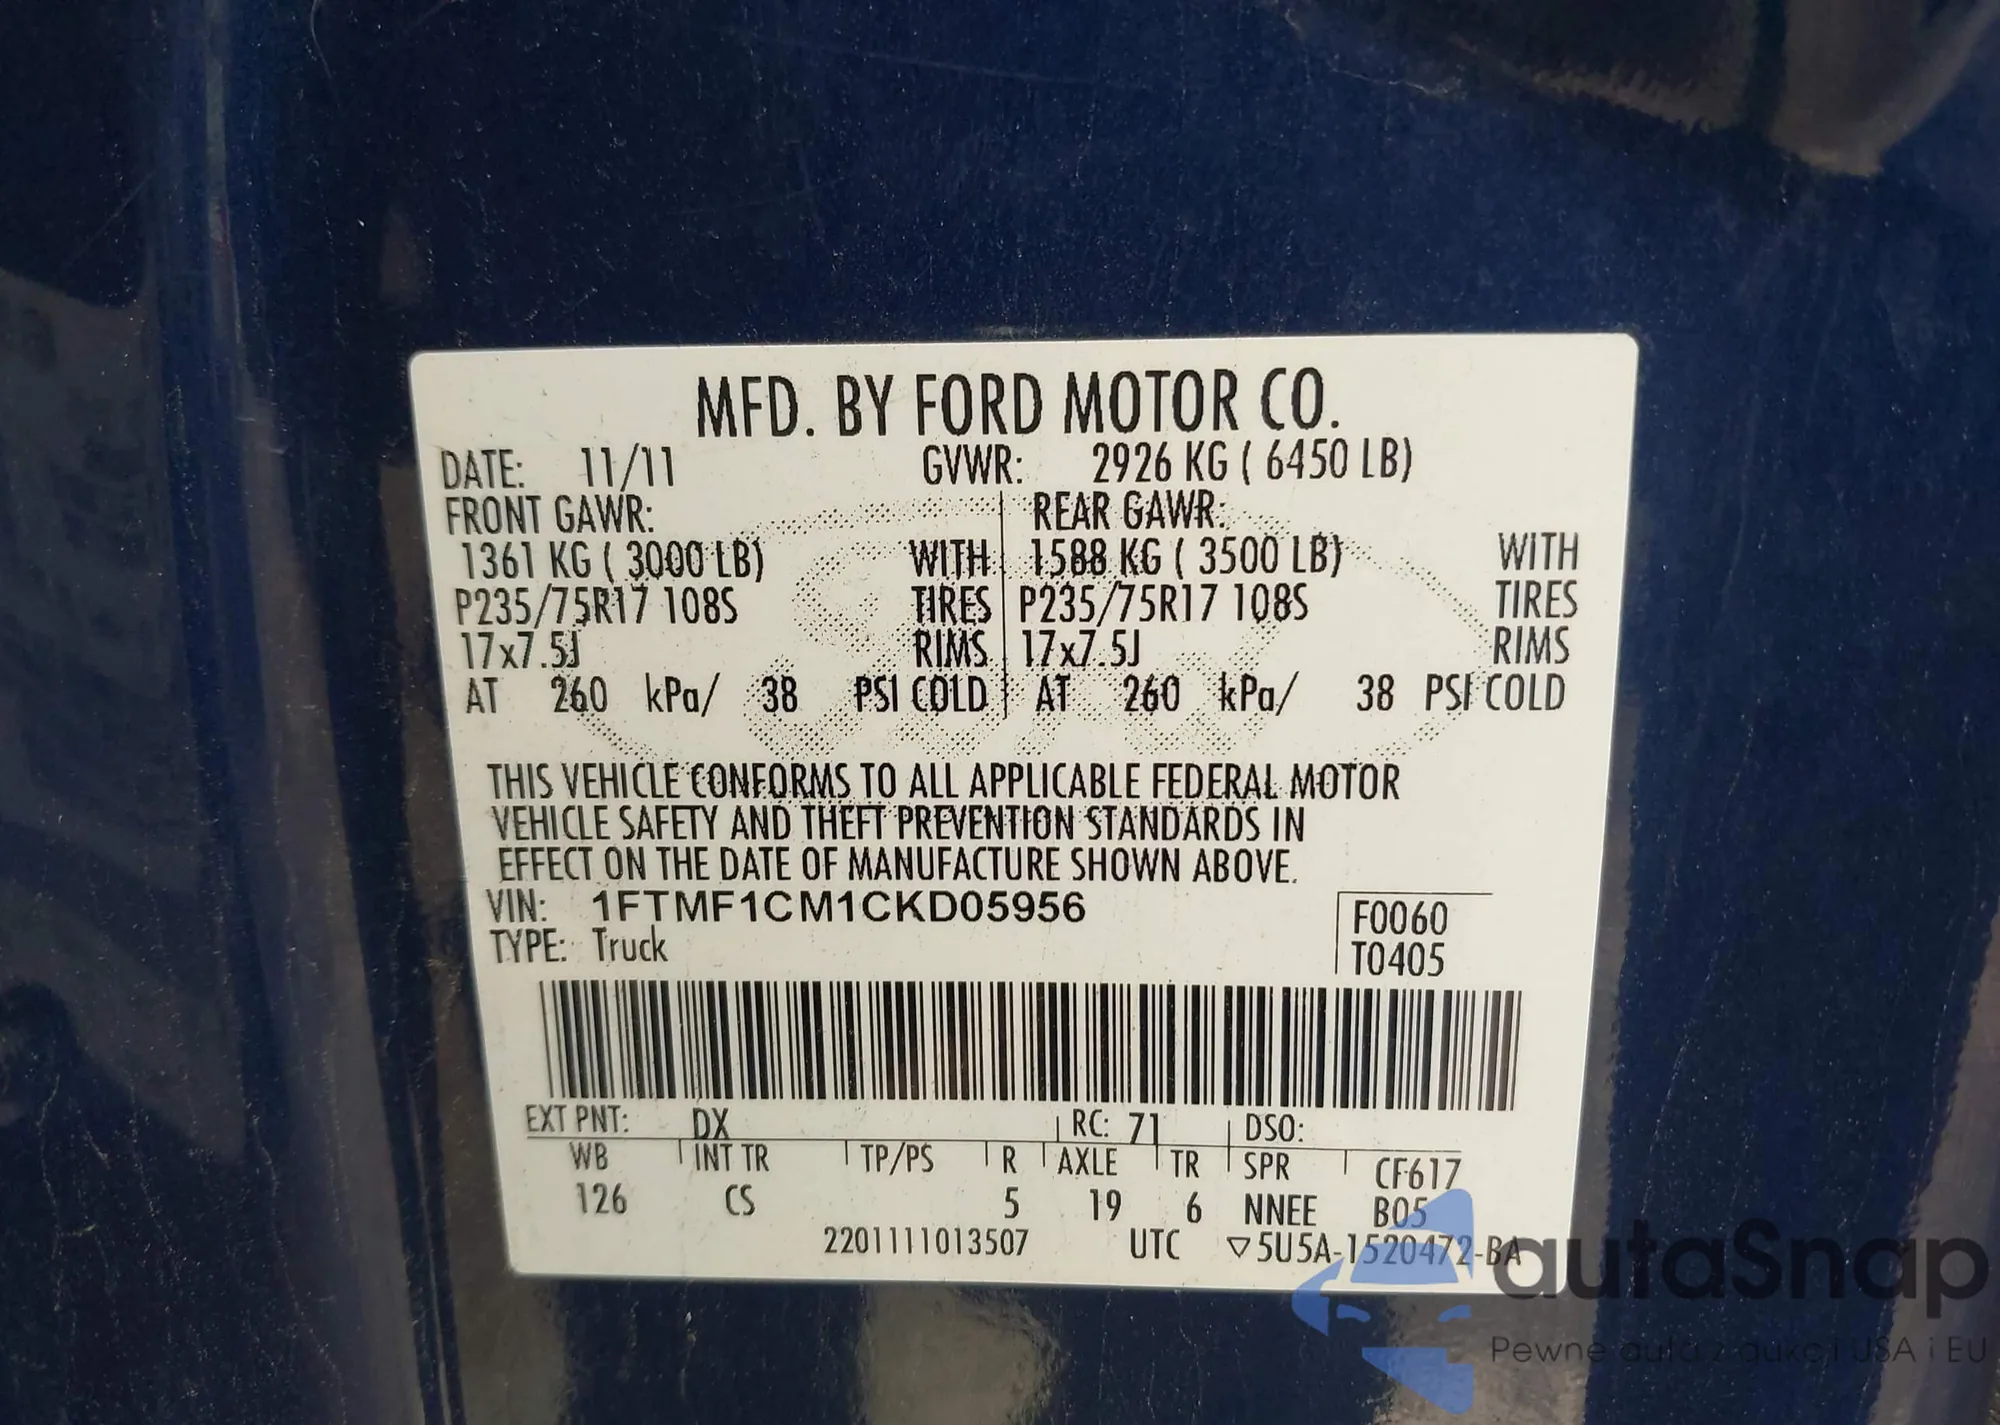 MFD. BY FORD MOTOR CO.
DATE: 11/11 GVWR: 2926 KG ( 6450 LB)
FRONT GAWR: REAR GAWR:
1361 KG ( 3000 LB) WITH 1588 KG ( 3500 LB) WITH
P235/75R17 108S TIRES P235/75R17 108S TIRES
17x7.5J RIMS 17x7.5J RIMS
AT 260 kPa/ 38 PSI COLD AT 260 kPa/ 38 PSI COLD
THIS VEHICLE CONFORMS TO ALL APPLICABLE FEDERAL MOTOR
VEHICLE SAFETY AND THEFT PREVENTION STANDARDS IN
EFFECT ON THE DATE OF MANUFACTURE SHOWN ABOVE.
VIN: 1FTMF1CM1CKD05956 F0060
TYPE: Truck T0405
EXT PNT: DX RC: 71 DSO:
WB INT TR TP/PS R AXLE TR SPR CF617
126 CS 5 19 6 NNEE B05
2201111013507 UTC ▽5U5A-1520472-BA
autaSnap
Pewne auta z aukcji USA i EU